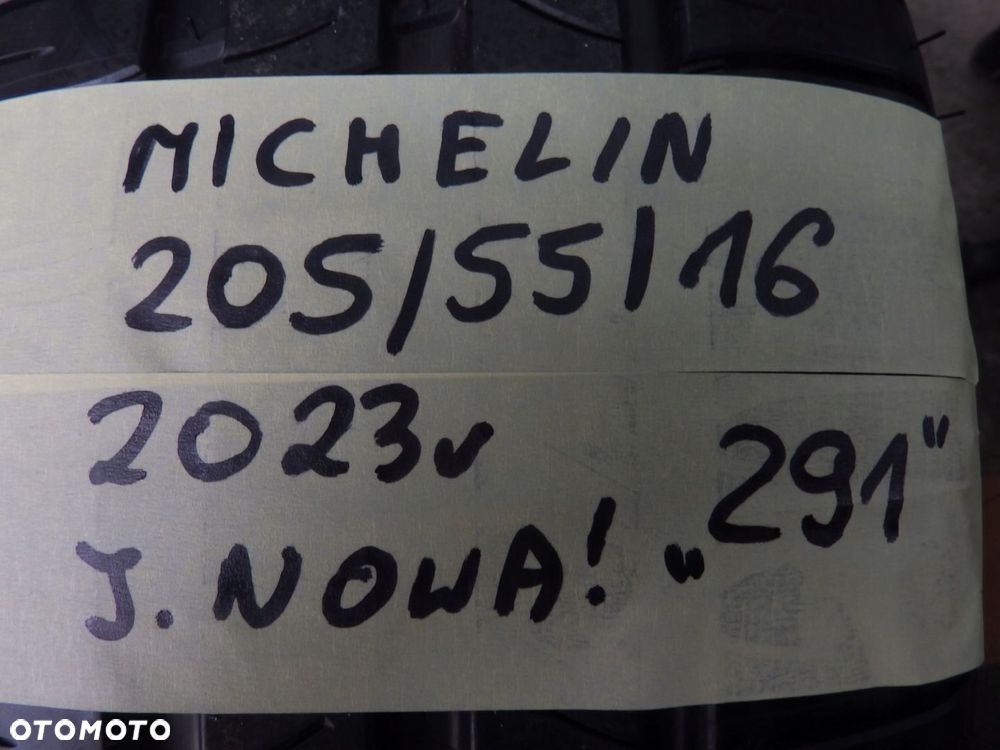 MICHELIN
205/55/16
2023r
J. NOWA! „291”
OTOMOTO